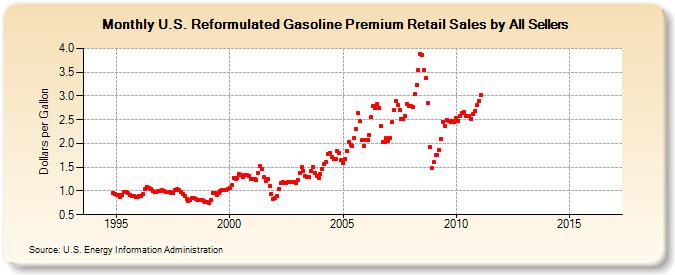 Monthly U.S. Reformulated Gasoline Premium Retail Sales by All Sellers
Dollars per Gallon
4.0
3.5
3.0
2.5
2.0
1.5
1.0
0.5
1995 2000 2005 2010 2015
Source: U.S. Energy Information Administration